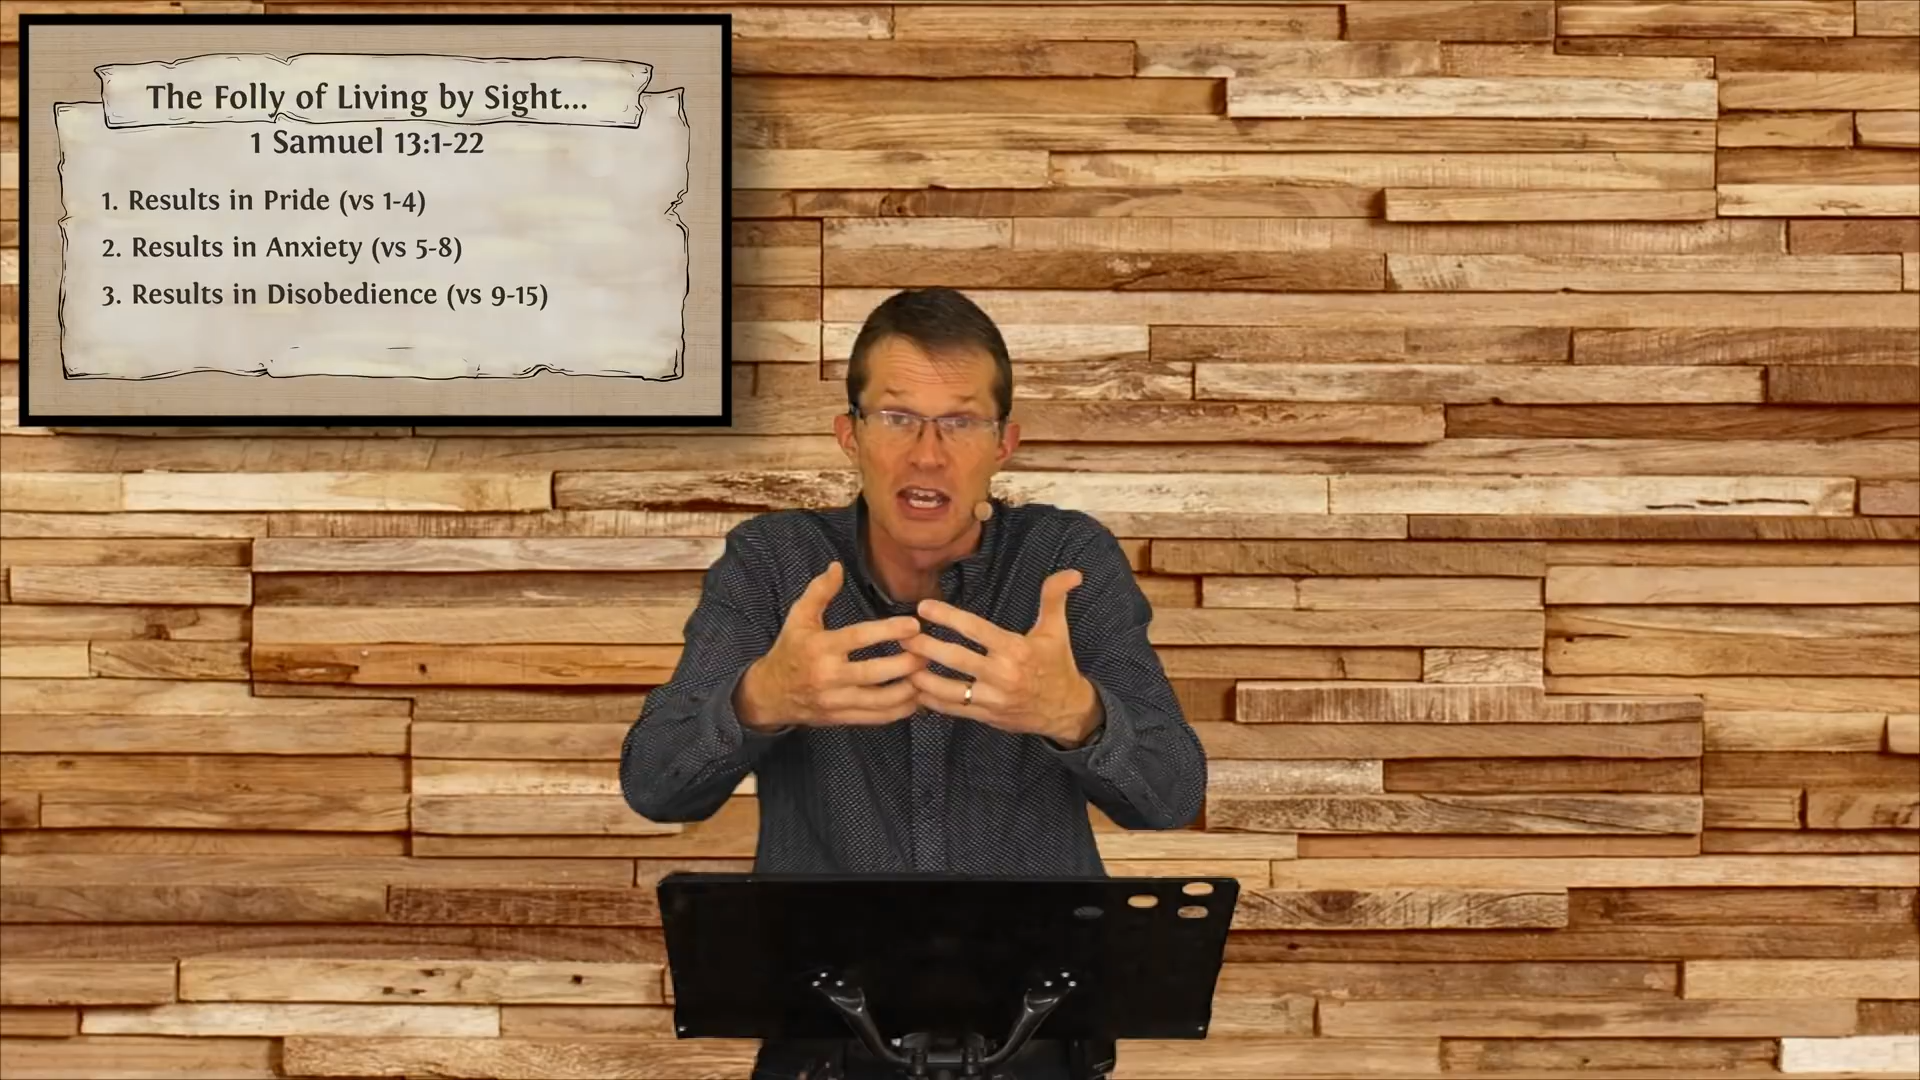 The Folly of Living by Sight...
1 Samuel 13:1-22
1. Results in Pride (vs 1-4)
2. Results in Anxiety (vs 5-8)
3. Results in Disobedience (vs 9-15)